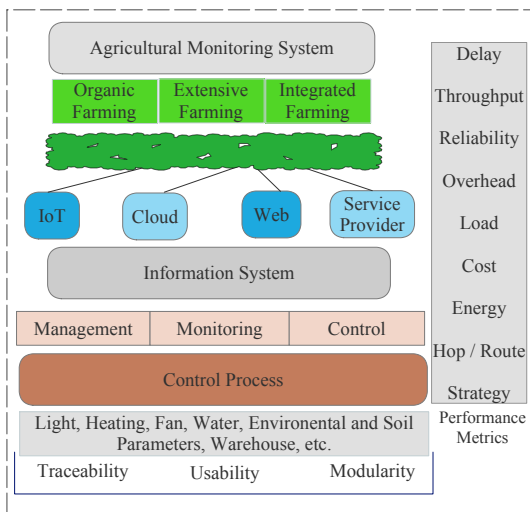 Agricultural Monitoring System
Organic
Farming
Extensive
Farming
Integrated
Farming
IoT
Cloud
Web
Service
Provider
Information System
Management
Monitoring
Control
Control Process
Light, Heating, Fan, Water, Environental and Soil
Parameters, Warehouse, etc.
Traceability
Usability
Modularity
Delay
Throughput
Reliability
Overhead
Load
Cost
Energy
Hop / Route
Strategy
Performance
Metrics